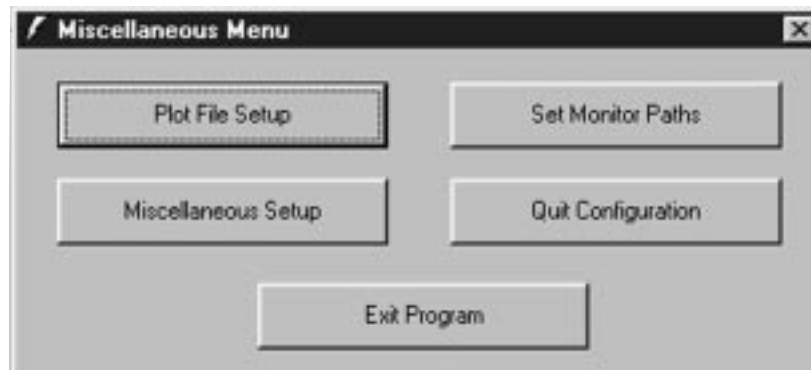 Miscellaneous Menu
Plot File Setup
Set Monitor Paths
Miscellaneous Setup
Quit Configuration
Exit Program